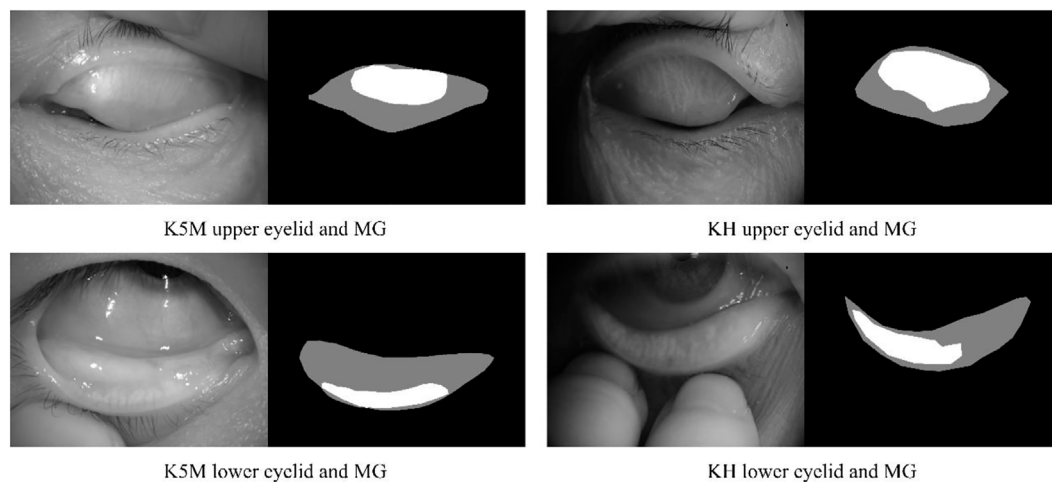 K5M upper eyelid and MG
KH upper eyelid and MG
K5M lower eyelid and MG
KH lower eyelid and MG